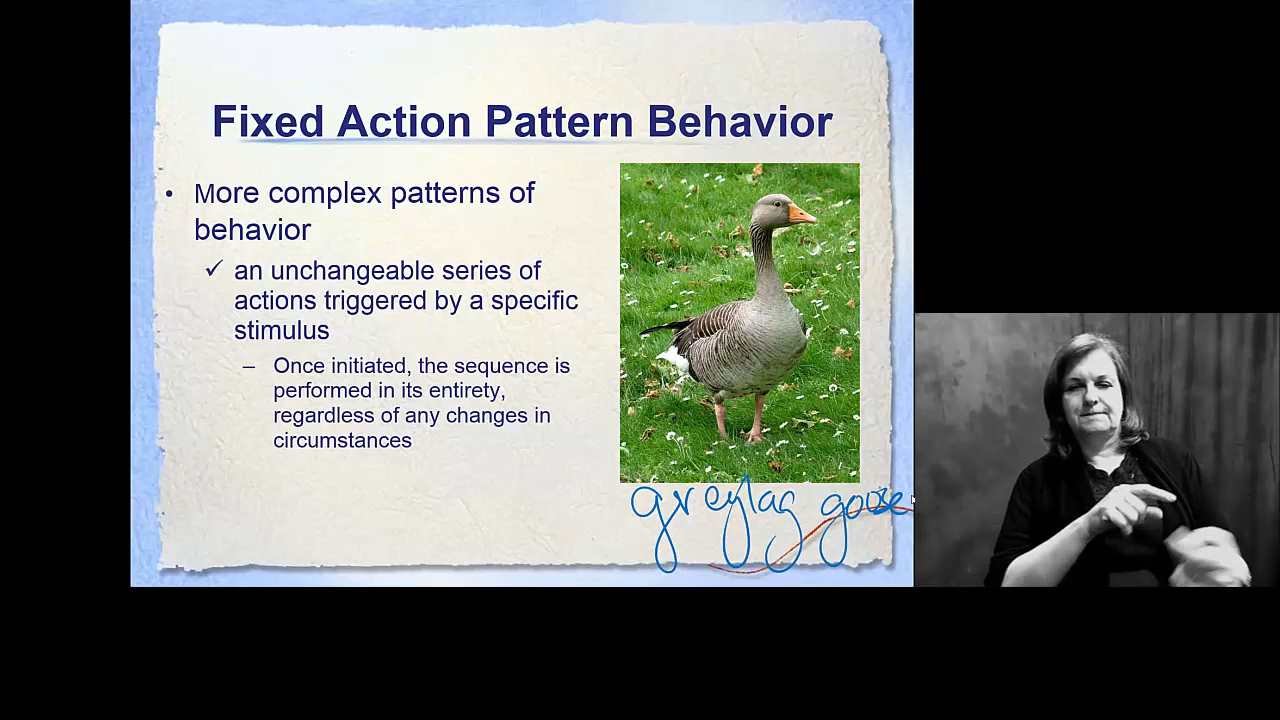 Fixed Action Pattern Behavior
• More complex patterns of
behavior
✓ an unchangeable series of
actions triggered by a specific
stimulus
– Once initiated, the sequence is
performed in its entirety,
regardless of any changes in
circumstances
greylag goose